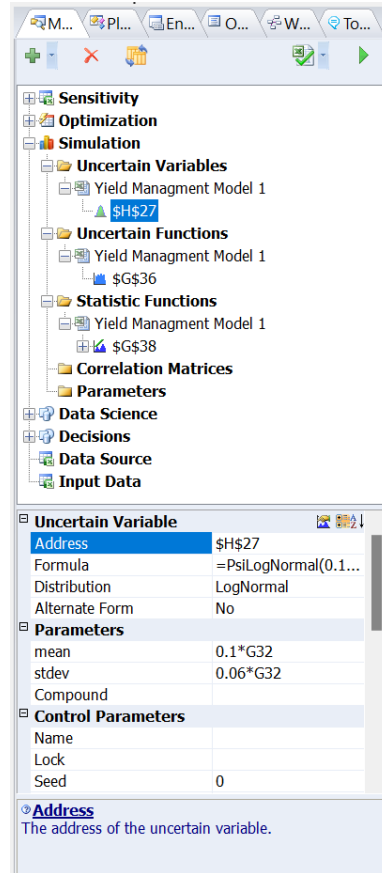 M... Pl... En... O... W... To...
Sensitivity
Optimization
Simulation
Uncertain Variables
Yield Managment Model 1
$H$27
Uncertain Functions
Yield Managment Model 1
$G$36
Statistic Functions
Yield Managment Model 1
$G$38
Correlation Matrices
Parameters
Data Science
Decisions
Data Source
Input Data
Uncertain Variable
Address $H$27
Formula =PsiLogNormal(0.1...
Distribution LogNormal
Alternate Form No
Parameters
mean 0.1*G32
stdev 0.06*G32
Compound
Control Parameters
Name
Lock
Seed 0
Address
The address of the uncertain variable.